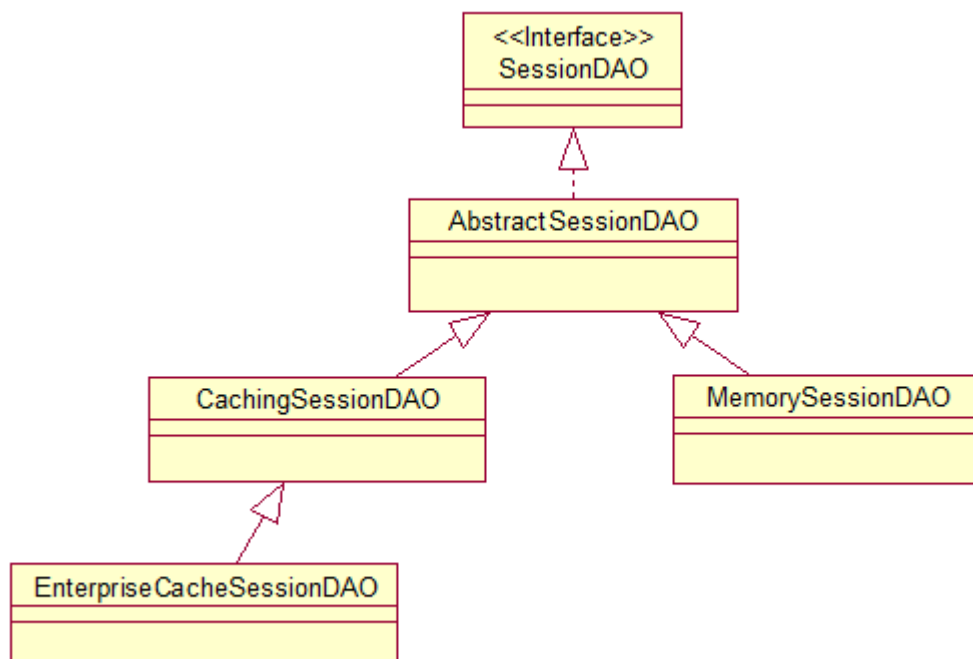 <<Interface>>
SessionDAO
AbstractSessionDAO
CachingSessionDAO
MemorySessionDAO
EnterpriseCacheSessionDAO